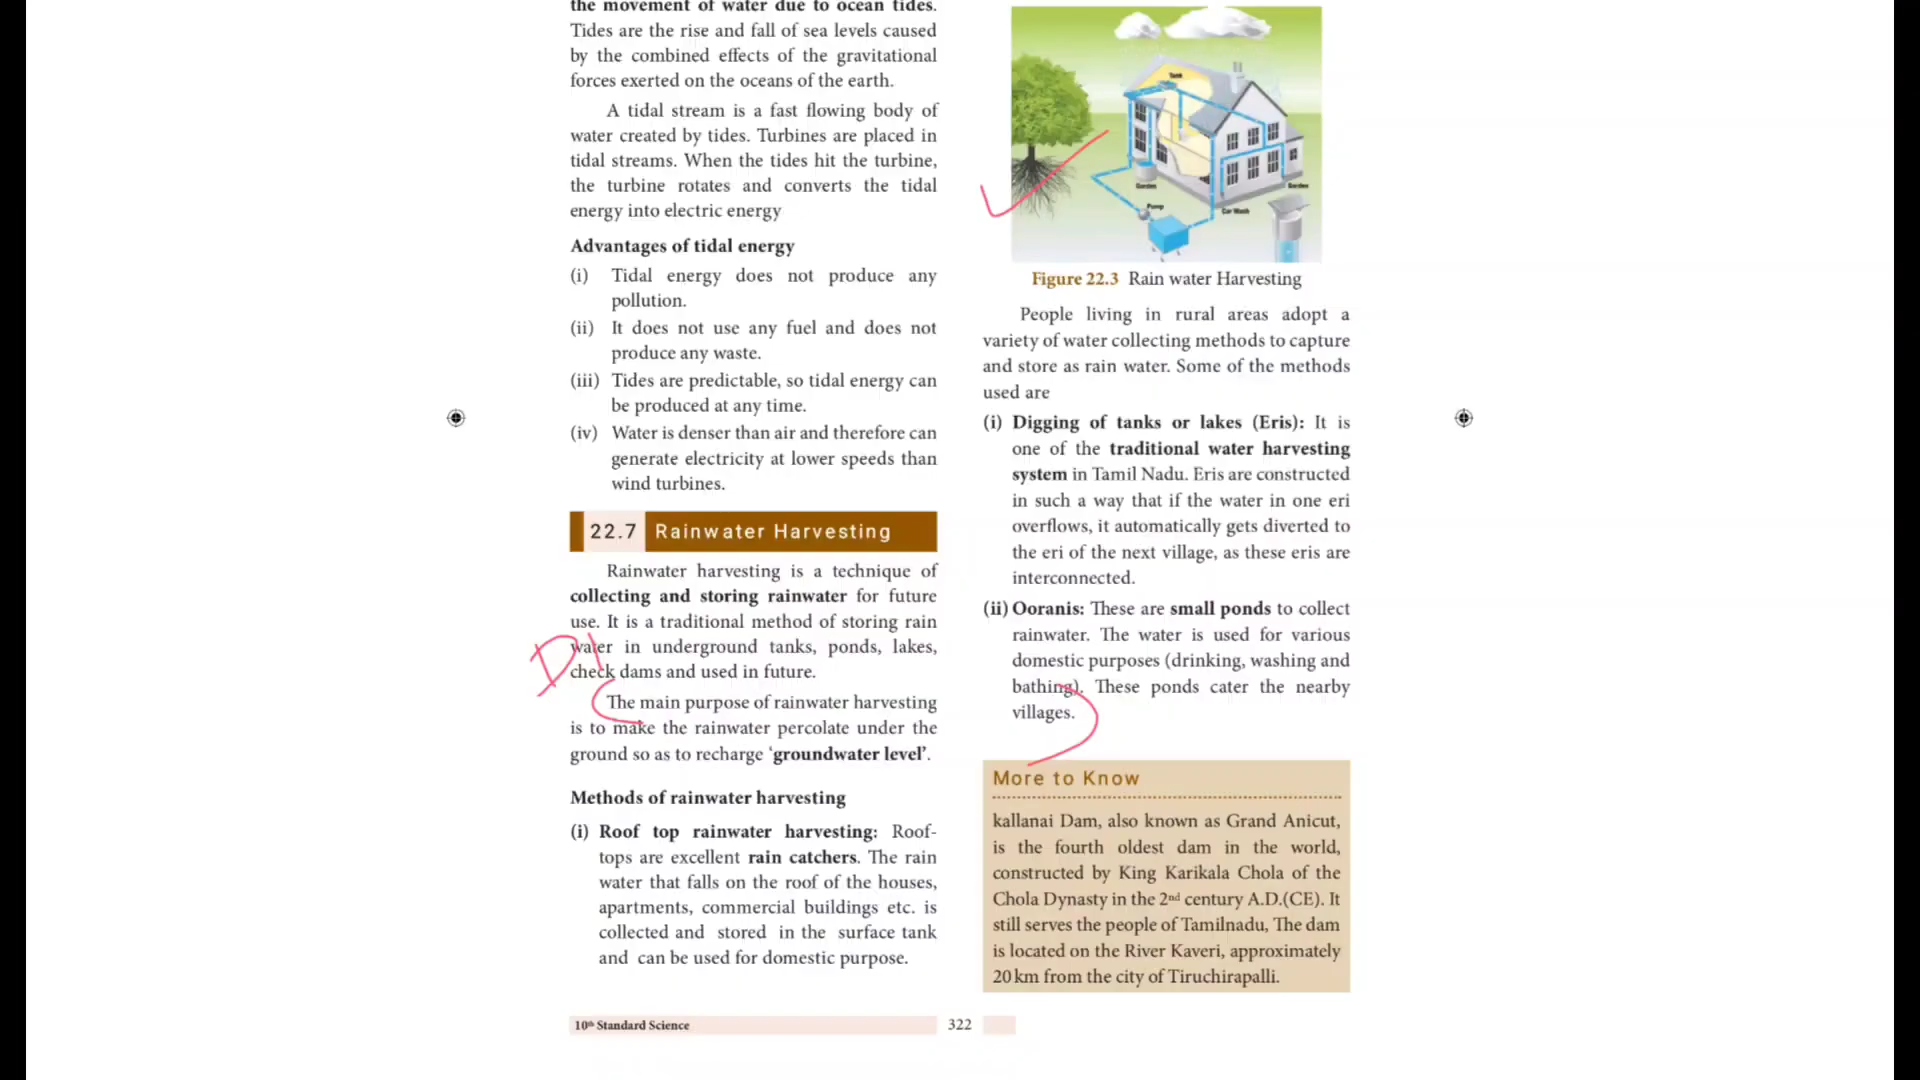 the movement of water due to ocean tides.
Tides are the rise and fall of sea levels caused
by the combined effects of the gravitational
forces exerted on the oceans of the earth.
A tidal stream is a fast flowing body of
water created by tides. Turbines are placed in
tidal streams. When the tides hit the turbine,
the turbine rotates and converts the tidal
energy into electric energy
Advantages of tidal energy
(i) Tidal energy does not produce any
pollution.
(ii) It does not use any fuel and does not
produce any waste.
(iii) Tides are predictable, so tidal energy can
be produced at any time.
(iv) Water is denser than air and therefore can
generate electricity at lower speeds than
wind turbines.
22.7 Rainwater Harvesting
Rainwater harvesting is a technique of
collecting and storing rainwater for future
use. It is a traditional method of storing rain
water in underground tanks, ponds, lakes,
check dams and used in future.
The main purpose of rainwater harvesting
is to make the rainwater percolate under the
ground so as to recharge ‘groundwater level’.
Methods of rainwater harvesting
(i) Roof top rainwater harvesting: Roof-
tops are excellent rain catchers. The rain
water that falls on the roof of the houses,
apartments, commercial buildings etc. is
collected and stored in the surface tank
and can be used for domestic purpose.
Tank
Garden
Garden
Pump
Car Wash
Figure 22.3 Rain water Harvesting
People living in rural areas adopt a
variety of water collecting methods to capture
and store as rain water. Some of the methods
used are
(i) Digging of tanks or lakes (Eris): It is
one of the traditional water harvesting
system in Tamil Nadu. Eris are constructed
in such a way that if the water in one eri
overflows, it automatically gets diverted to
the eri of the next village, as these eris are
interconnected.
(ii) Ooranis: These are small ponds to collect
rainwater. The water is used for various
domestic purposes (drinking, washing and
bathing). These ponds cater the nearby
villages.
More to Know
kallanai Dam, also known as Grand Anicut,
is the fourth oldest dam in the world,
constructed by King Karikala Chola of the
Chola Dynasty in the 2nd century A.D.(CE). It
still serves the people of Tamilnadu, The dam
is located on the River Kaveri, approximately
20 km from the city of Tiruchirapalli.
10th Standard Science 322